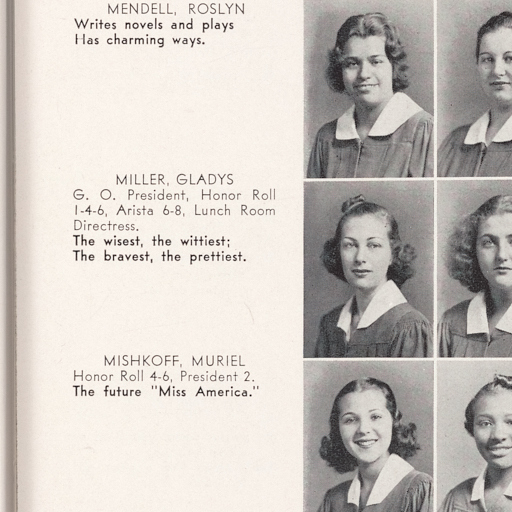 MENDELL, ROSLYN
Writes novels and plays
Has charming ways.
MILLER, GLADYS
G. O. President, Honor Roll
1-4-6, Arista 6-8, Lunch Room
Directress.
The wisest, the wittiest;
The bravest, the prettiest.
MISHKOFF, MURIEL
Honor Roll 4-6, President 2.
The future "Miss America."